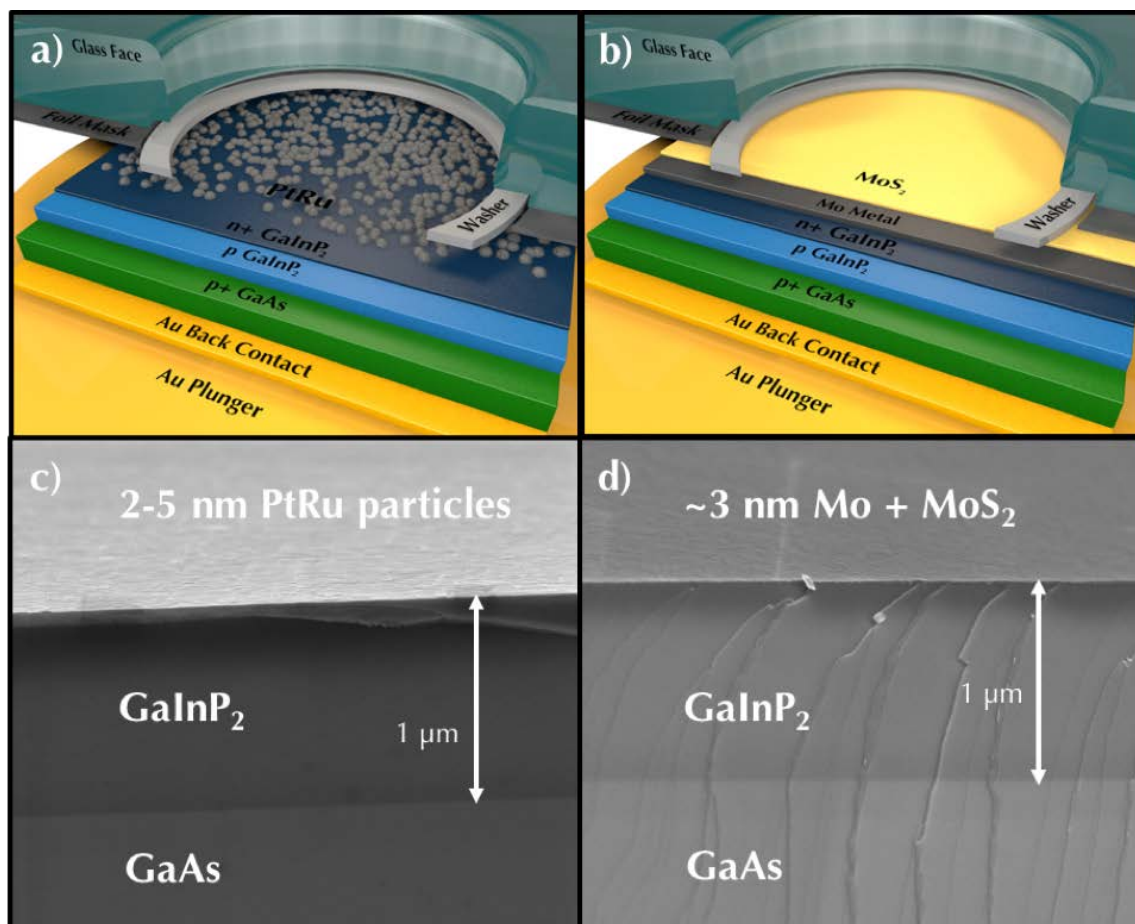 a)
Glass Face
Foil Mask
PtRu
Washer
n+ GaInP₂
p GaInP₂
p+ GaAs
Au Back Contact
Au Plunger
b)
Glass Face
Foil Mask
MoS₂
Mo Metal
Washer
n+ GaInP₂
p GaInP₂
p+ GaAs
Au Back Contact
Au Plunger
c)
2-5 nm PtRu particles
GaInP₂
1 μm
GaAs
d)
~3 nm Mo + MoS₂
GaInP₂
1 μm
GaAs